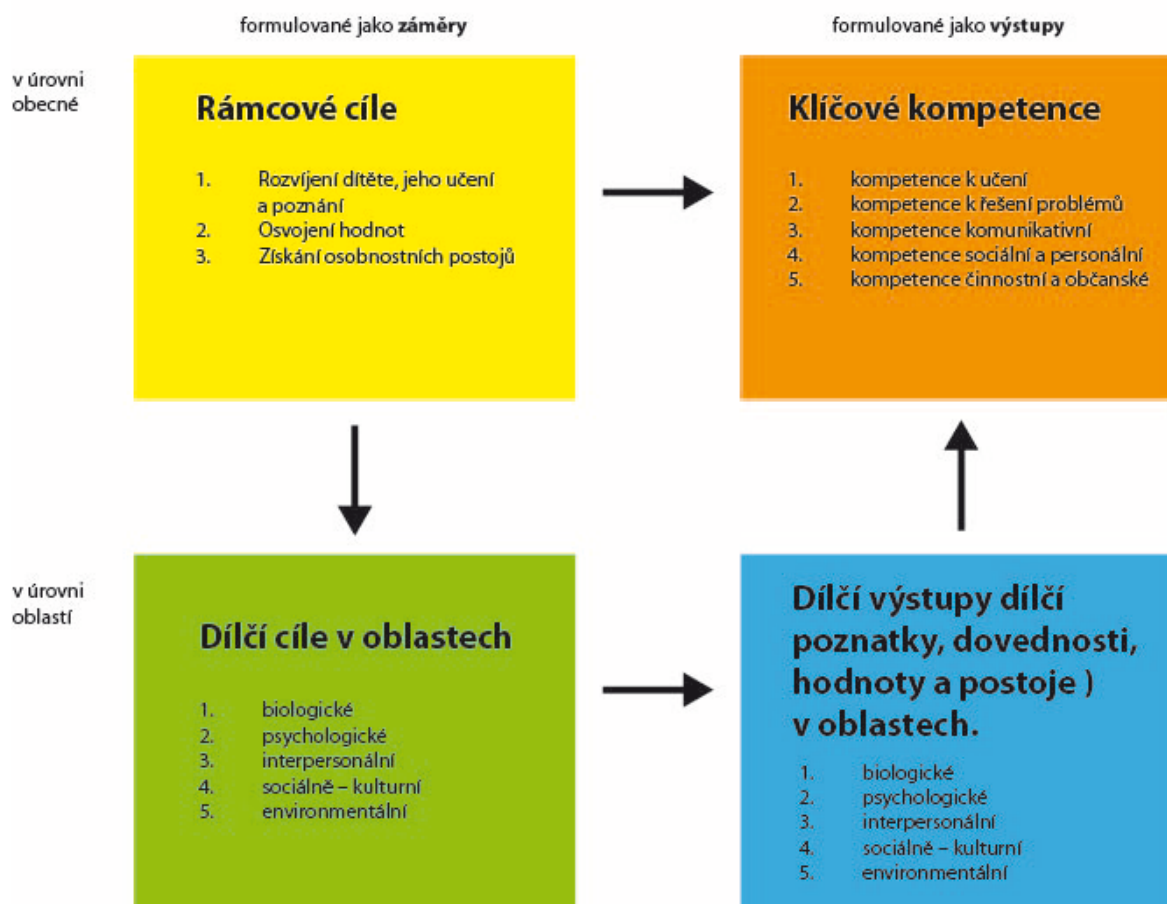 formulované jako záměry
formulované jako výstupy
v úrovni
obecné
Rámcové cíle
1. Rozvíjení dítěte, jeho učení
a poznání
2. Osvojení hodnot
3. Získání osobnostních postojů
Klíčové kompetence
1. kompetence k učení
2. kompetence k řešení problémů
3. kompetence komunikativní
4. kompetence sociální a personální
5. kompetence činnostní a občanské
v úrovni
oblastí
Dílčí cíle v oblastech
1. biologické
2. psychologické
3. interpersonální
4. sociálně – kulturní
5. environmentální
Dílčí výstupy dílčí
poznatky, dovednosti,
hodnoty a postoje )
v oblastech.
1. biologické
2. psychologické
3. interpersonální
4. sociálně – kulturní
5. environmentální